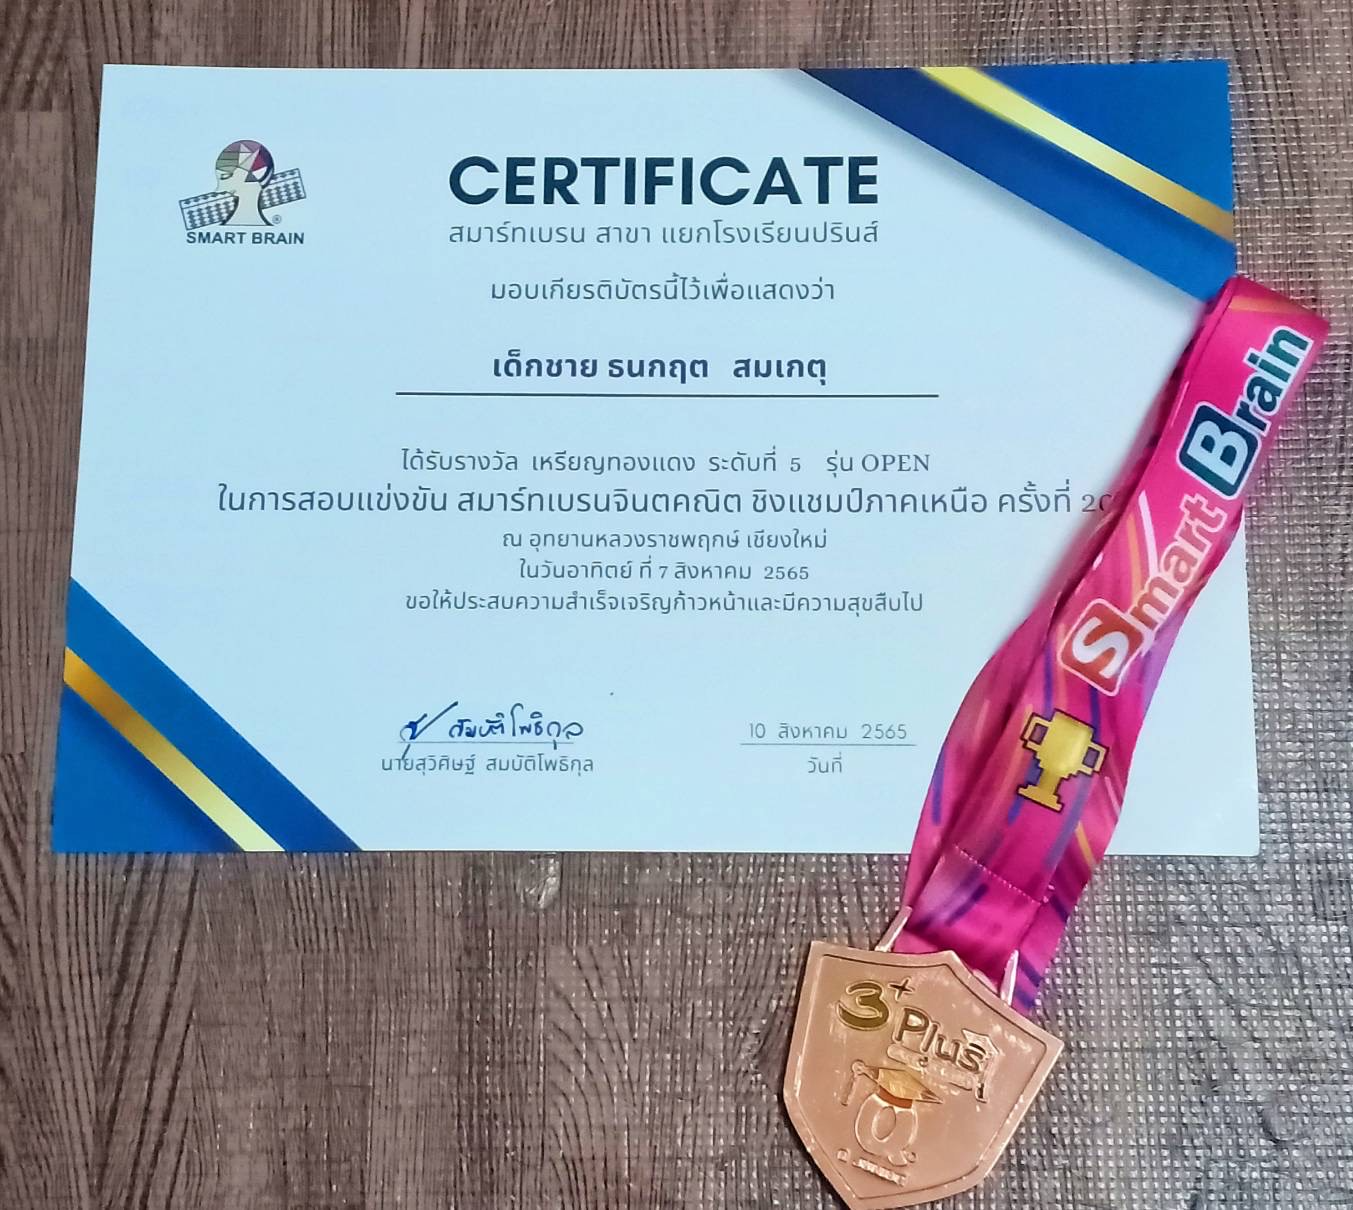 SMART BRAIN
®
CERTIFICATE
สมาร์ทเบรน สาขา แยกโรงเรียนปรินส์
มอบเกียรติบัตรนี้ไว้เพื่อแสดงว่า
เด็กชาย ธนกฤต สมเกตุ
ได้รับรางวัล เหรียญทองแดง ระดับที่ 5 รุ่น OPEN
ในการสอบแข่งขัน สมาร์ทเบรนจินตคณิต ชิงแชมป์ภาคเหนือ ครั้งที่
ณ อุทยานหลวงราชพฤกษ์ เชียงใหม่
ในวันอาทิตย์ ที่ 7 สิงหาคม 2565
ขอให้ประสบความสำเร็จเจริญก้าวหน้าและมีความสุขสืบไป
สมบัติโพธิกุล
นายสุวิศิษฐ์ สมบัติโพธิกุล
10 สิงหาคม 2565
วันที่
Smart Brain
3+ Plus